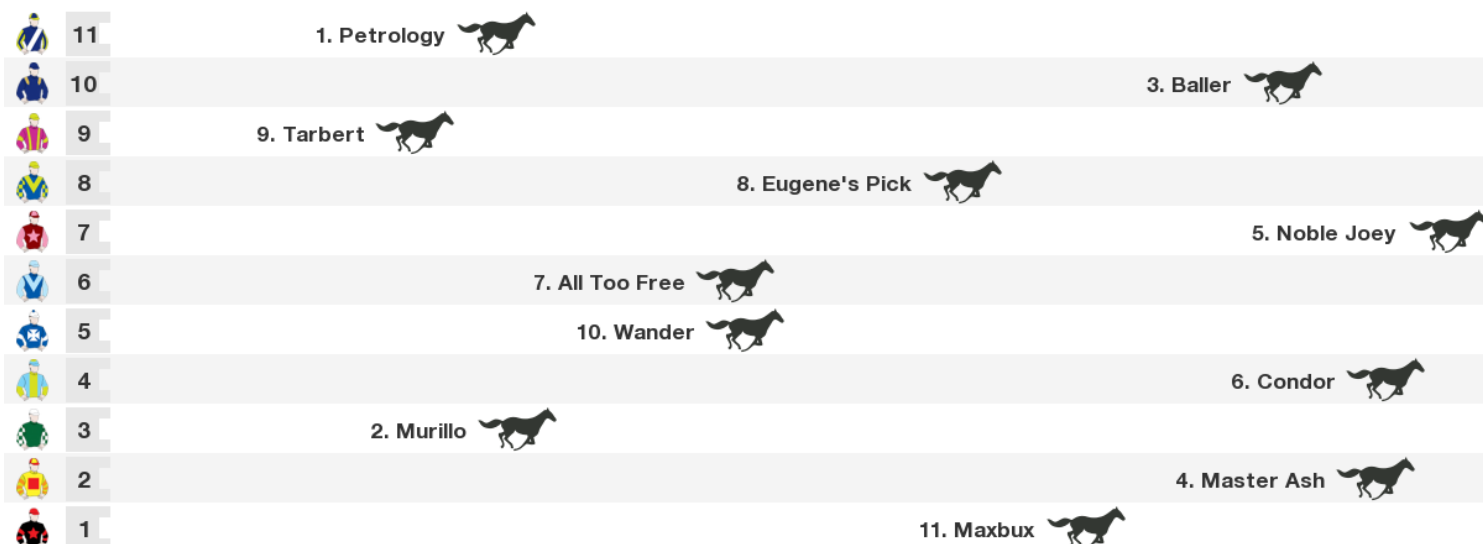 11 1. Petrology
10 3. Baller
9 9. Tarbert
8 8. Eugene's Pick
7 5. Noble Joey
6 7. All Too Free
5 10. Wander
4 6. Condor
3 2. Murillo
2 4. Master Ash
1 11. Maxbux